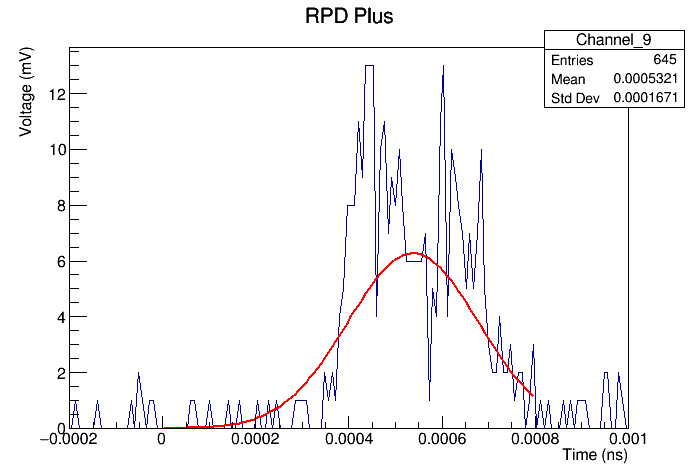 RPD Plus
Channel_9
Entries 645
Mean 0.0005321
Std Dev 0.0001671
Voltage (mV)
12
10
8
6
4
2
0
−0.0002 0 0.0002 0.0004 0.0006 0.0008 0.001
Time (ns)